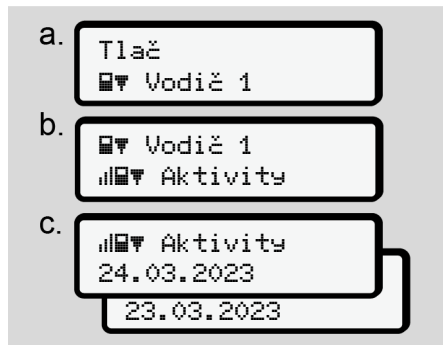 a.
Tlač
Vodič 1
b.
Vodič 1
Aktivity
c.
Aktivity
24.03.2023
23.03.2023